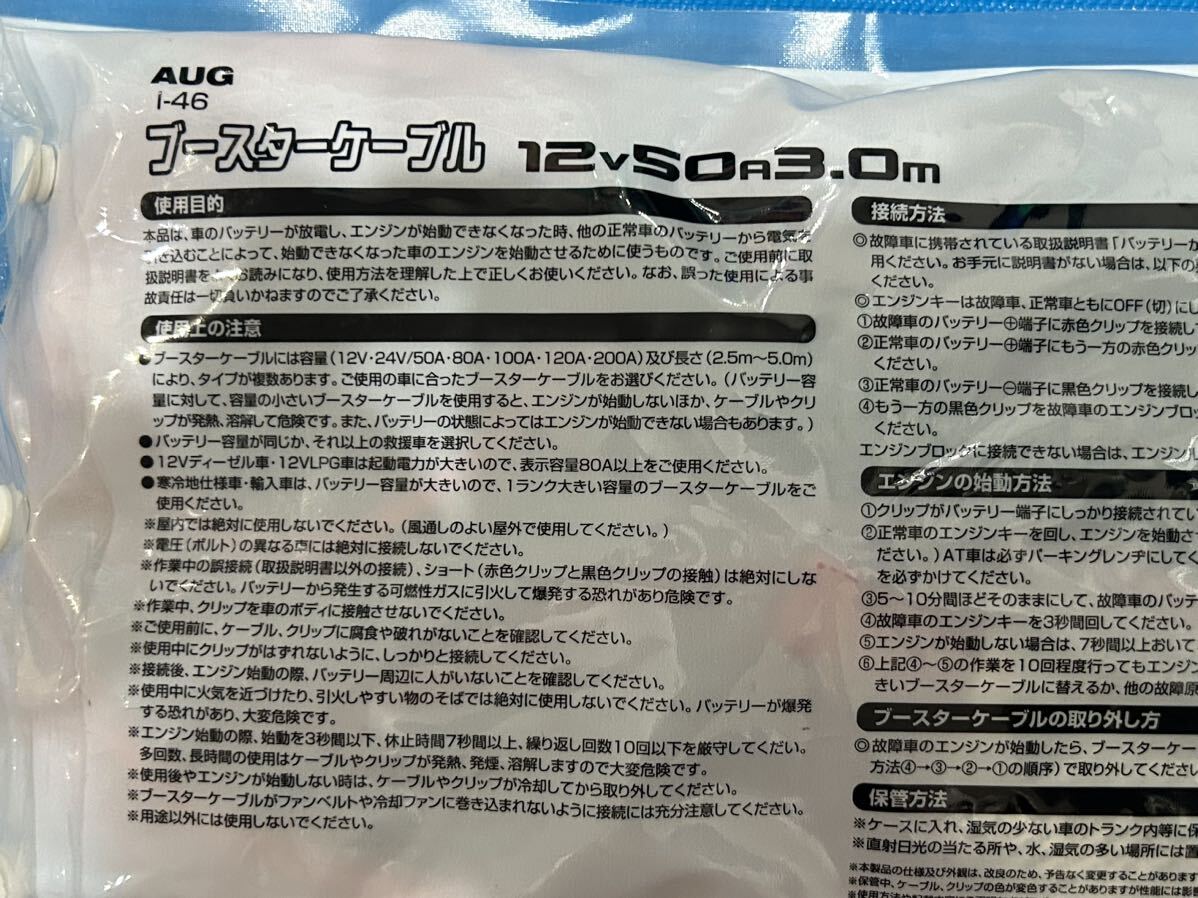 AUG
I-46
ブースターケーブル 12V50A3.0m
使用目的
本品は、車のバッテリーが放電し、エンジンが始動できなくなった時、他の正常車のバッテリーから電気を
引き込むことによって、始動できなくなった車のエンジンを始動させるために使うものです。ご使用前に取
扱説明書をよくお読みになり、使用方法を理解した上で正しくお使いください。なお、誤った使用による事
故責任は一切負いかねますのでご了承ください。
使用上の注意
●ブースターケーブルには容量(12V・24V/50A・80A・100A・120A・200A)及び長さ(2.5m～5.0m)
により、タイプが複数あります。ご使用の車に合ったブースターケーブルをお選びください。(バッテリー容
量に対して、容量の小さいブースターケーブルを使用すると、エンジンが始動しないほか、ケーブルやクリ
ップが発熱、溶解して危険です。また、バッテリーの状態によってはエンジンが始動できない場合もあります。)
●バッテリー容量が同じか、それ以上の救援車を選択してください。
●12Vディーゼル車・12VLPG車は起動電力が大きいので、表示容量80A以上をご使用ください。
●寒冷地仕様車・輸入車は、バッテリー容量が大きいので、1ランク大きい容量のブースターケーブルをご
使用ください。
※屋内では絶対に使用しないでください。(風通しのよい屋外で使用してください。)
※電圧(ボルト)の異なる車には絶対に接続しないでください。
※作業中の誤接続(取扱説明書以外の接続)、ショート(赤色クリップと黒色クリップの接触)は絶対にしな
いでください。バッテリーから発生する可燃性ガスに引火して爆発する恐れがあり危険です。
※作業中、クリップを車のボディに接触させないでください。
※ご使用前に、ケーブル、クリップに腐食や破れがないことを確認してください。
※使用中にクリップがはずれないように、しっかりと接続してください。
※接続後、エンジン始動の際、バッテリー周辺に人がいないことを確認してください。
※使用中に火気を近づけたり、引火しやすい物のそばでは絶対に使用しないでください。バッテリーが爆発
する恐れがあり、大変危険です。
※エンジン始動の際、始動を3秒間以下、休止時間7秒間以上、繰り返し回数10回以下を厳守してくだい。
多回数、長時間の使用はケーブルやクリップが発熱、発煙、溶解しますので大変危険です。
※使用後やエンジンが始動しない時は、ケーブルやクリップが冷却してから取り外してください。
※ブースターケーブルがファンベルトや冷却ファンに巻き込まれないように接続には充分注意してください。
※用途以外には使用しないでください。
接続方法
◎故障車に携帯されている取扱説明書「バッテリーか
用ください。お手元に説明書がない場合は、以下の
ください。
◎エンジンキーは故障車、正常車ともにOFF(切)にし
①故障車のバッテリー⊕端子に赤色クリップを接続し
②正常車のバッテリー⊕端子にもう一方の赤色クリッ
ください。
③正常車のバッテリー⊖端子に黒色クリップを接続し
④もう一方の黒色クリップを故障車のエンジンブロッ
ください。
エンジンブロックに接続できない場合は、エンジンル
エンジンの始動方法
①クリップがバッテリー端子にしっかり接続されてい
②正常車のエンジンキーを回し、エンジンを始動さ
ださい。)AT車は必ずパーキングレンヂにしてく
を必ずかけてください。
③5～10分間ほどそのままにして、故障車のバッテ
④故障車のエンジンキーを3秒間回してください。
⑤エンジンが始動しない場合は、7秒間以上おいて
⑥上記④～⑤の作業を10回程度行ってもエンジ
きいブースターケーブルに替えるか、他の故障原
ブースターケーブルの取り外し方
◎故障車のエンジンが始動したら、ブースターケー
方法④→③→②→①の順序)で取り外してください
保管方法
※ケースに入れ、湿気の少ない車のトランク内等に保
※直射日光の当たる所や、水、湿気の多い場所には置
※本製品の仕様及び外観は、改良のため、予告なく変更することがあります
※保管中、ケーブル、クリップの色が変色することがありますが性能には影響